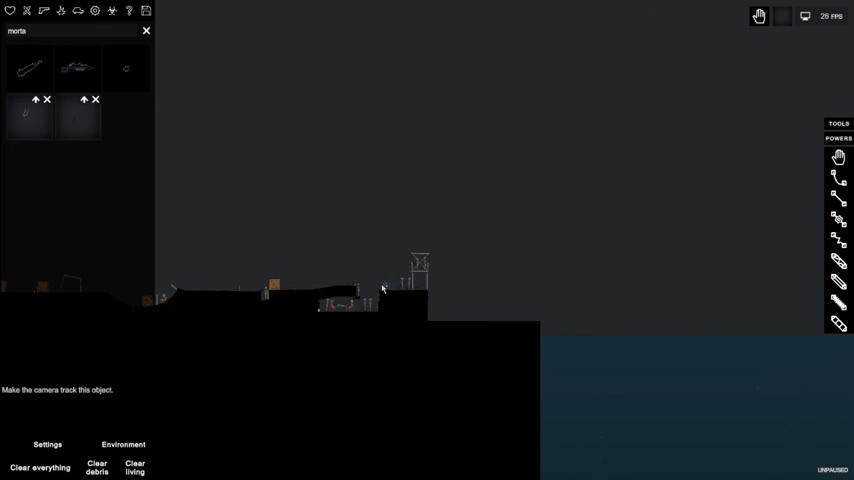 morta
26 FPS
TOOLS
POWERS
Make the camera track this object.
Settings
Environment
Clear everything
Clear debris
Clear living
UNPAUSED